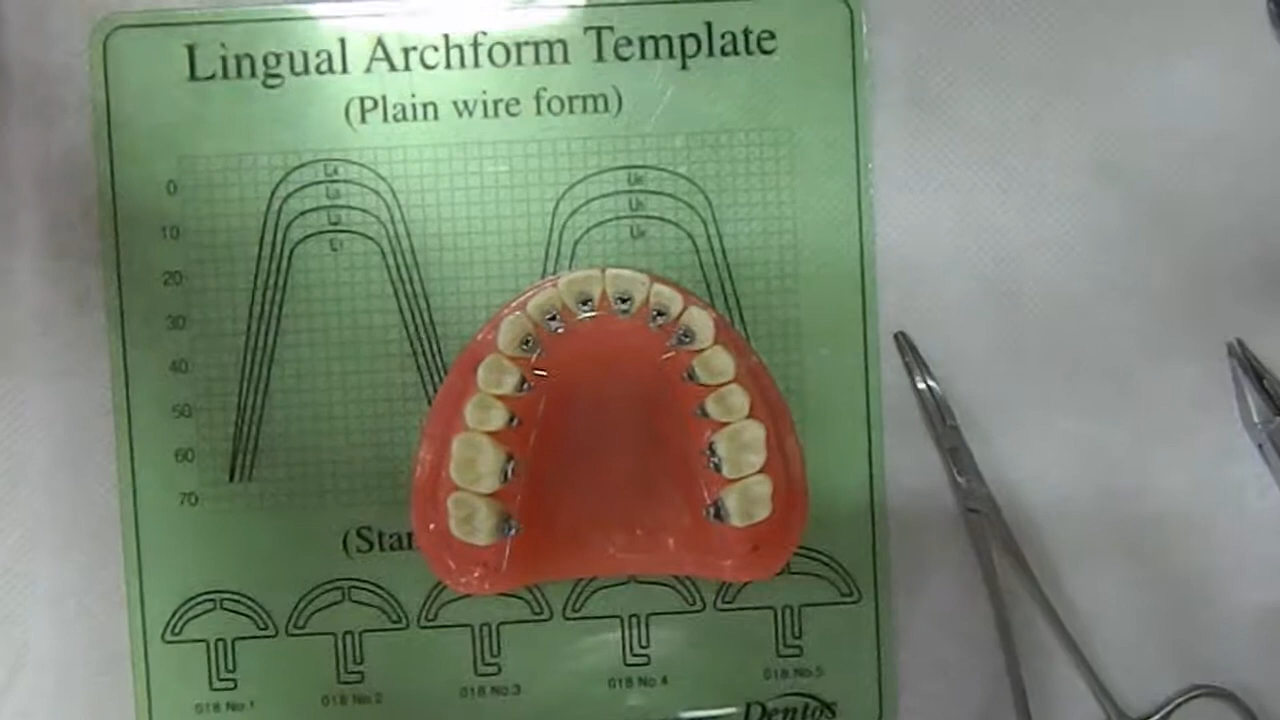 Lingual Archform Template
(Plain wire form)
0
10
20
30
40
50
60
70
(Star
018 No.1
018 No.2
018 No.3
018 No.4
018 No.5
Dentos